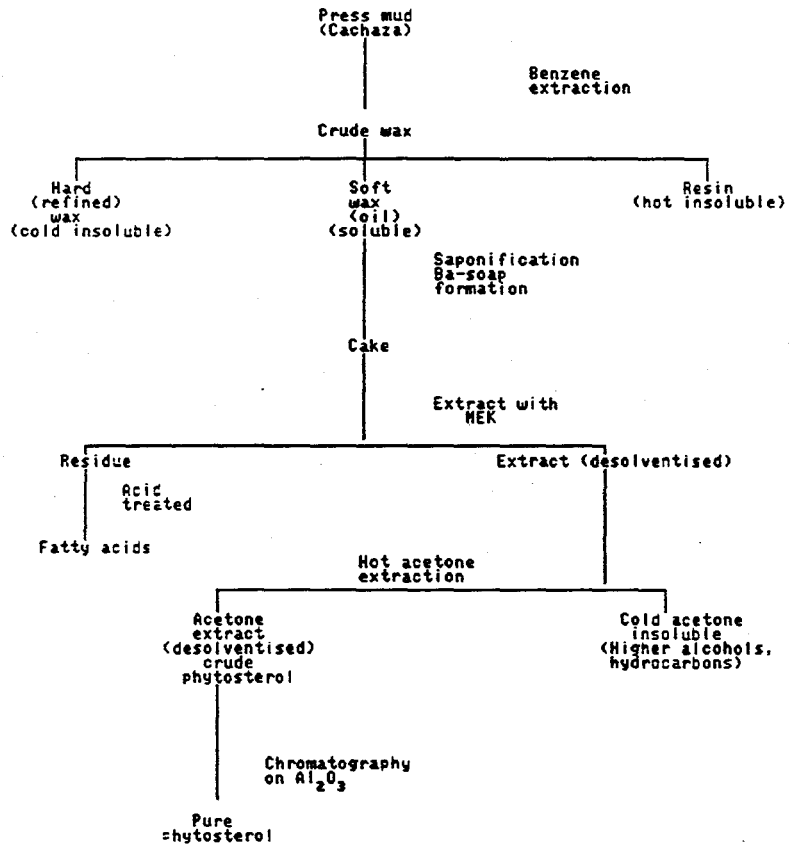 Press mud
(Cachaza)
Benzene
extraction
Crude wax
Hard
(refined)
wax
(cold insoluble)
Soft
wax
(oil)
(soluble)
Resin
(hot insoluble)
Saponification
Ba-soap
formation
Cake
Extract with
MEK
Residue
Extract (desolventised)
Acid
treated
Fatty acids
Hot acetone
extraction
Acetone
extract
(desolventised)
crude
phytosterol
Cold acetone
insoluble
(Higher alcohols,
hydrocarbons)
Chromatography
on Al₂O₃
Pure
phytosterol